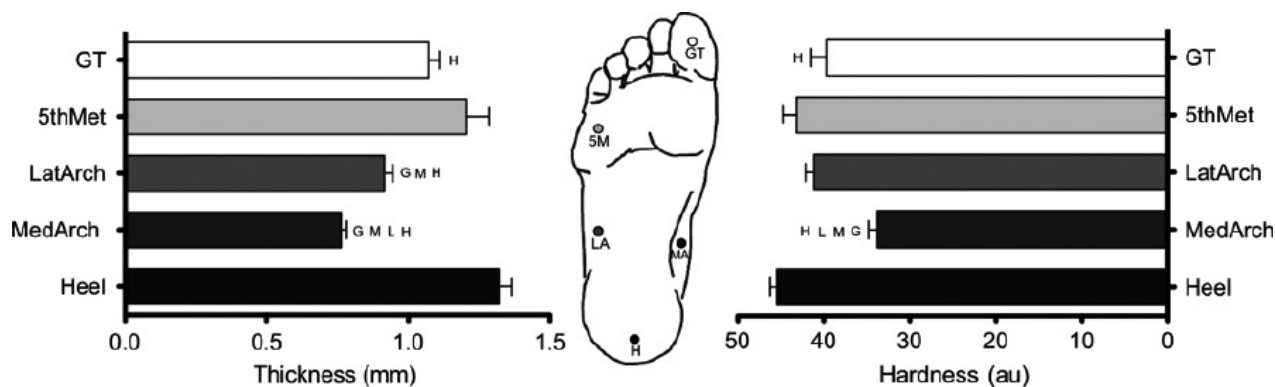 GT
H
5thMet
LatArch
G M H
MedArch
G M L H
Heel
0.0 0.5 1.0 1.5
Thickness (mm)
GT
5M
LA
MA
H
H
GT
5thMet
LatArch
H L M G
MedArch
Heel
50 40 30 20 10 0
Hardness (au)